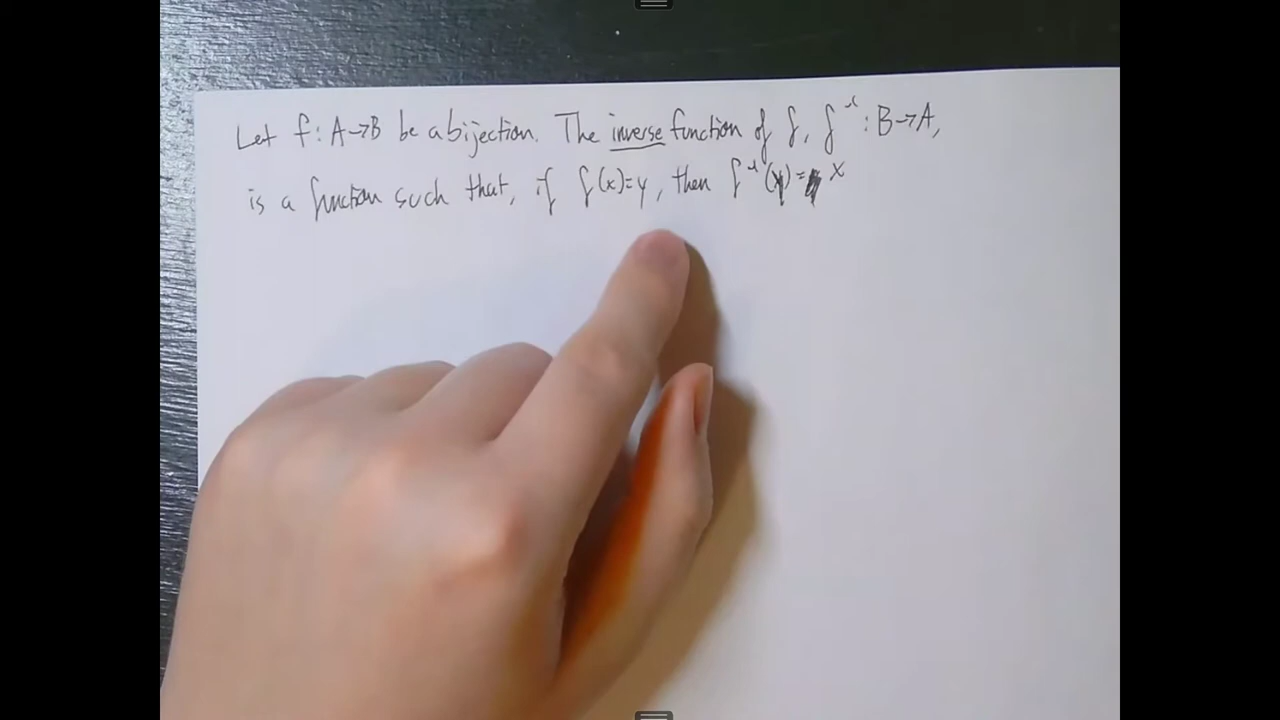 Let f: A→B be a bijection. The inverse function of f, f⁻¹: B→A,
is a function such that, if f(x)=y, then f⁻¹(y)= x